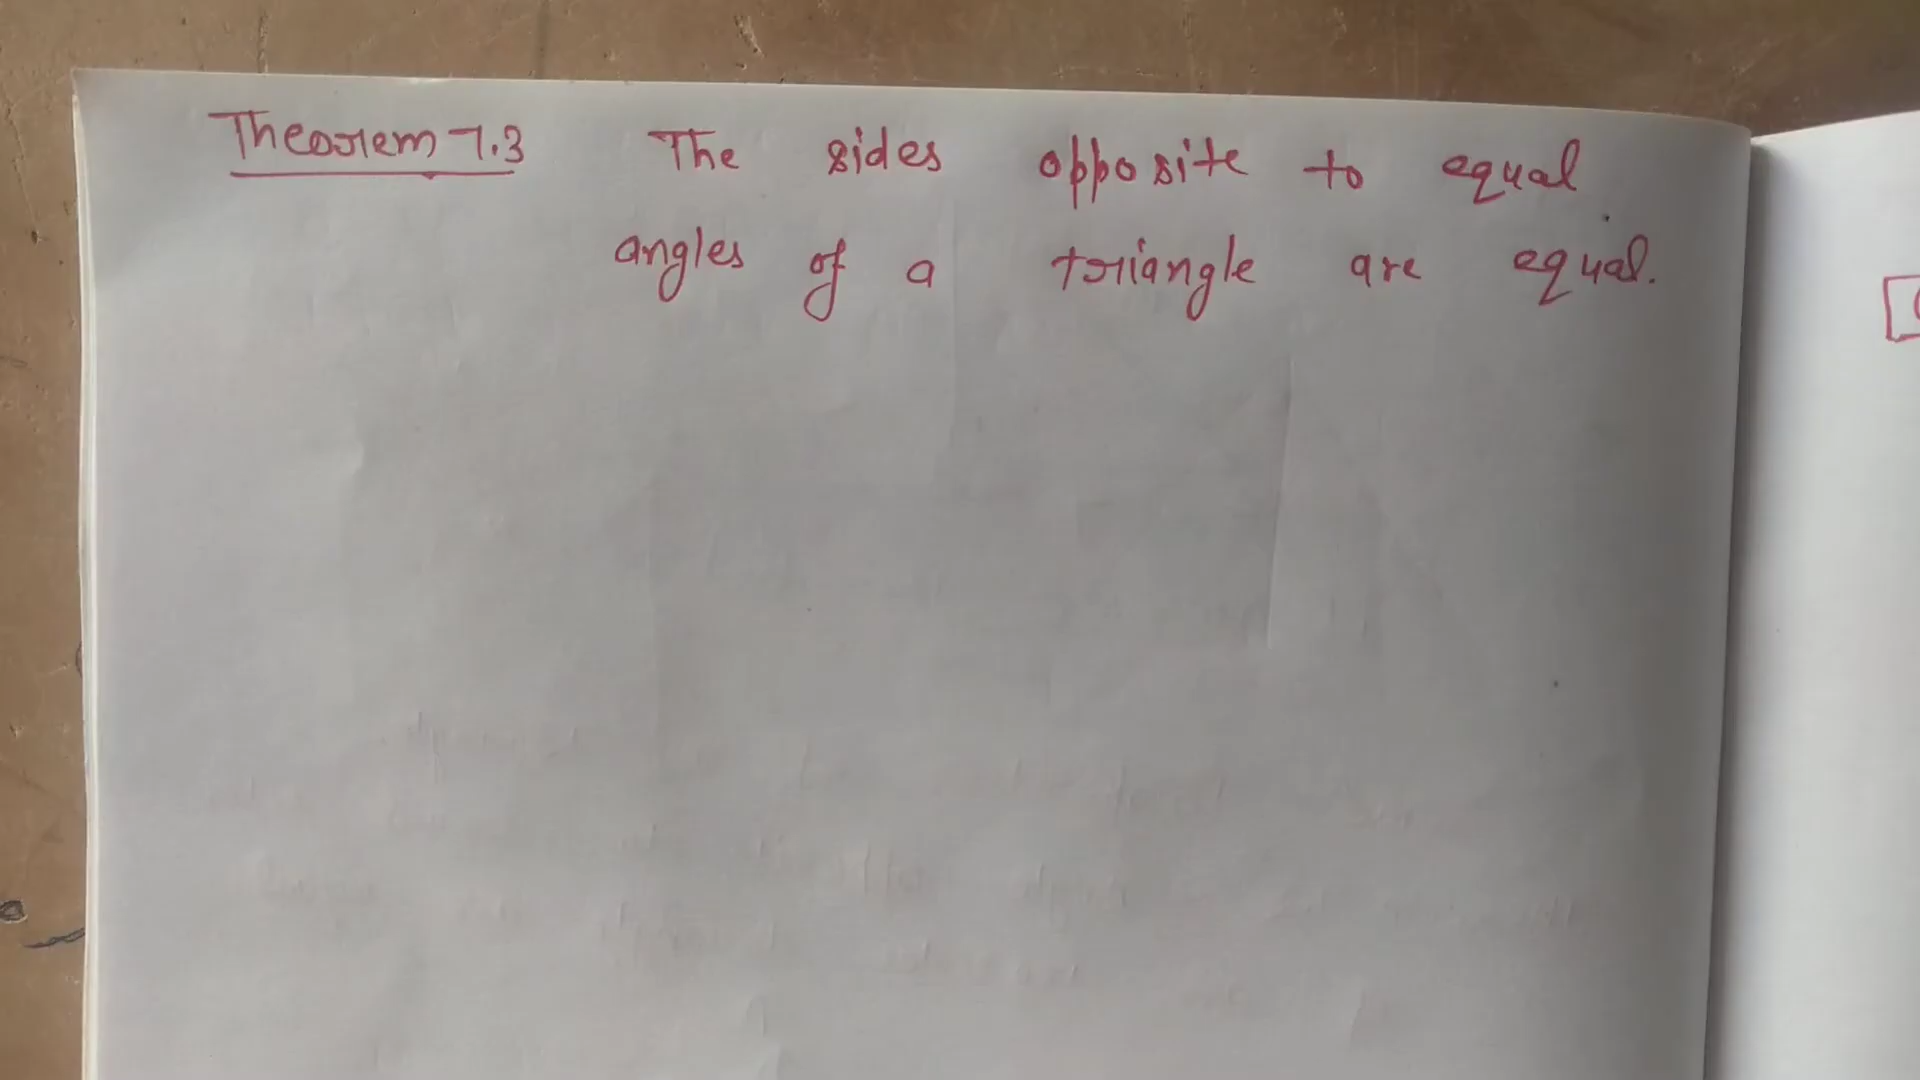 Theorem 7.3 The sides opposite to equal
angles of a triangle are equal.